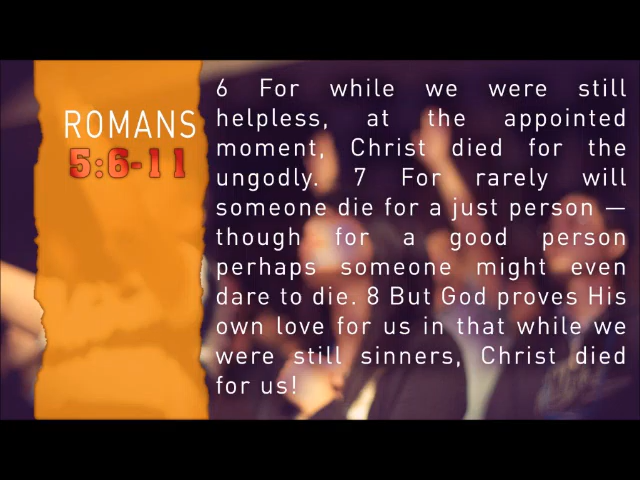 ROMANS
5:6-11
6 For while we were still
helpless, at the appointed
moment, Christ died for the
ungodly. 7 For rarely will
someone die for a just person —
though for a good person
perhaps someone might even
dare to die. 8 But God proves His
own love for us in that while we
were still sinners, Christ died
for us!